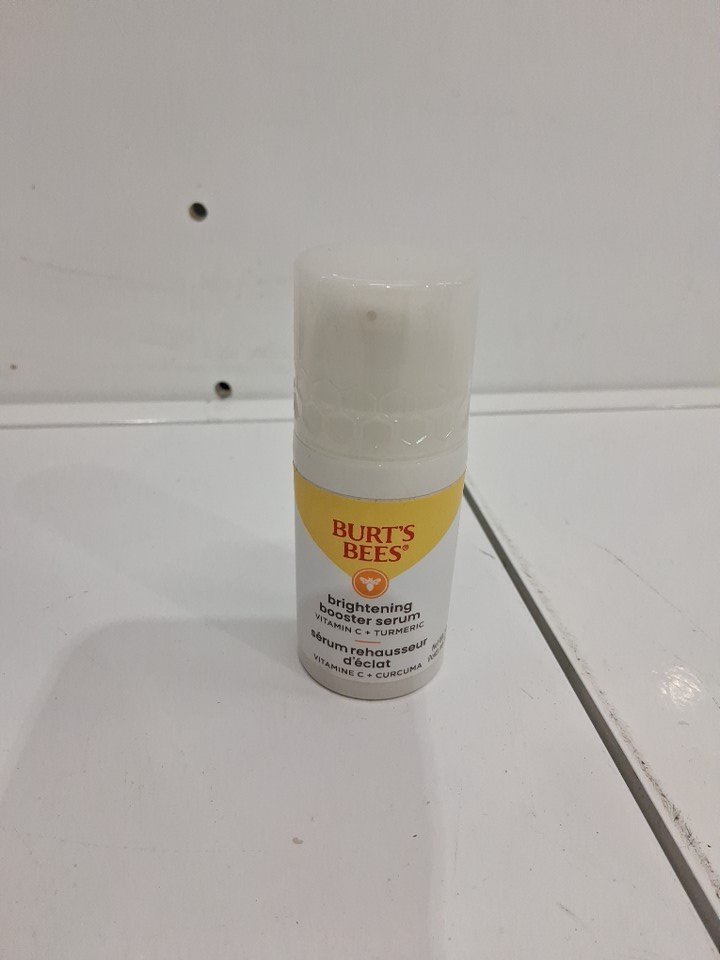 BURT'S
BEES®
brightening
booster serum
VITAMIN C + TURMERIC
sérum rehausseur
d'éclat
VITAMINE C + CURCUMA